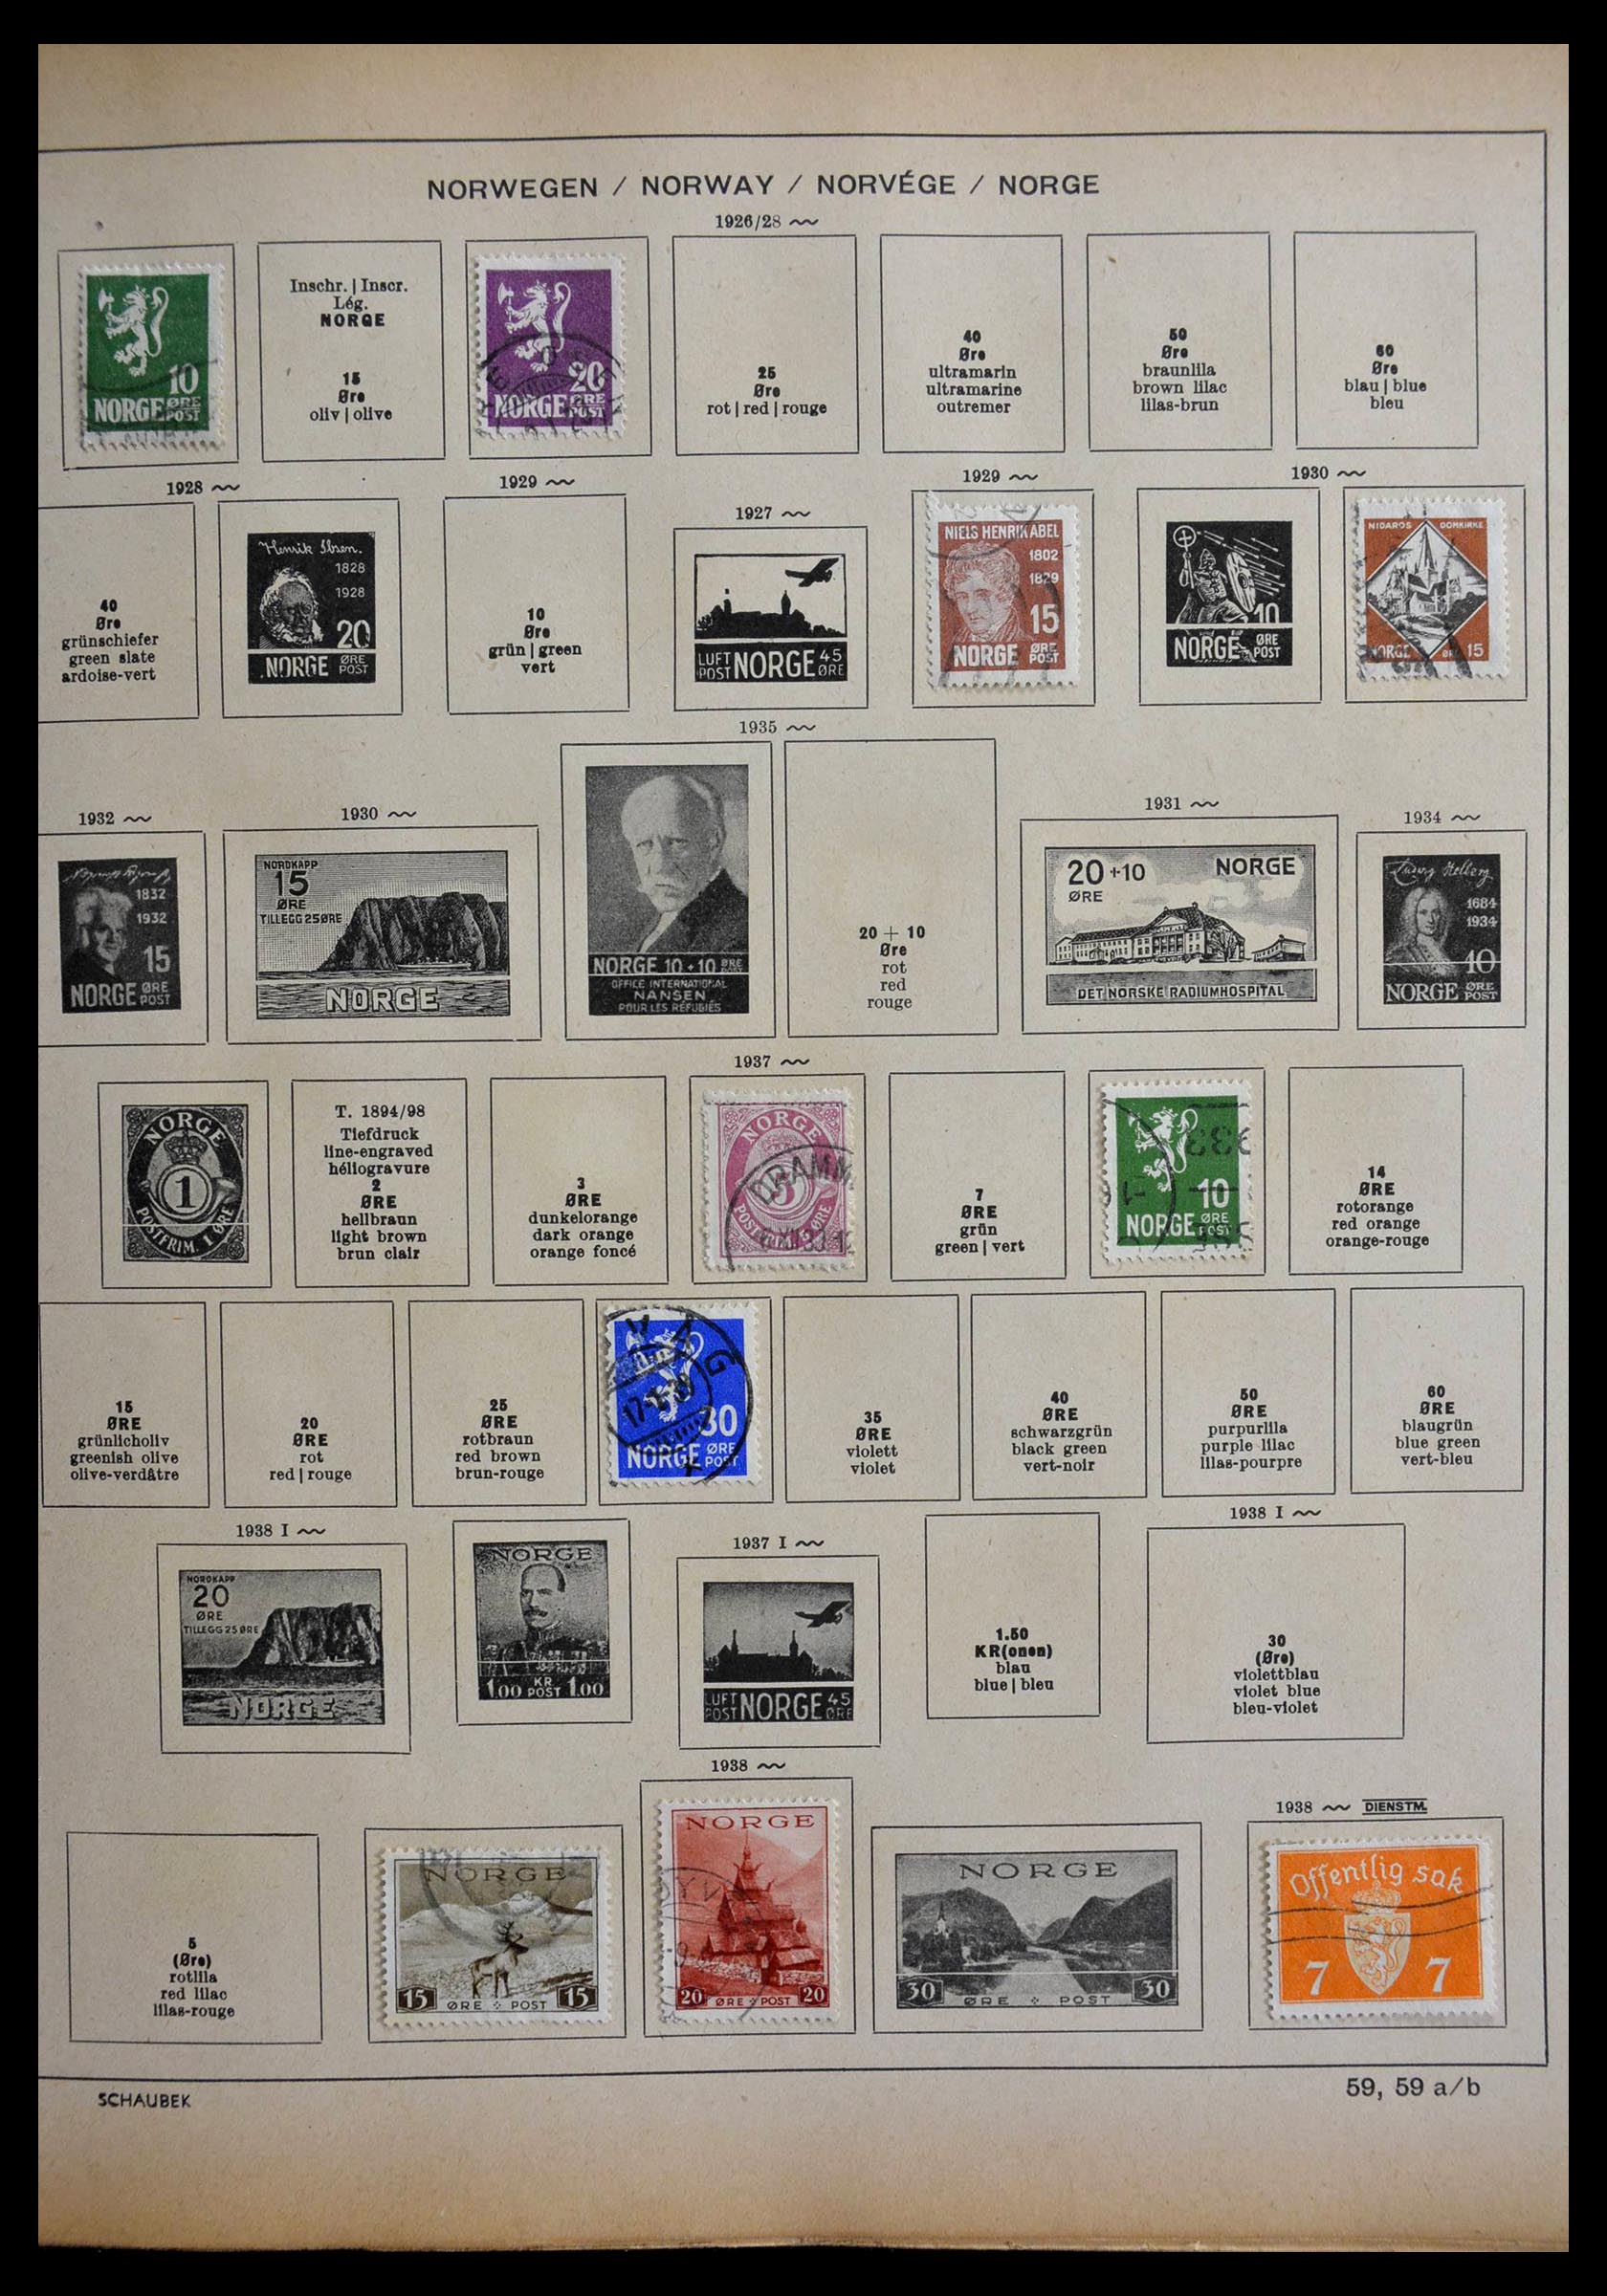 NORWEGEN / NORWAY / NORVÉGE / NORGE
1926/28
10
NORGE ØRE POST
Inschr. | Inscr.
Lég.
NORGE
15
Øre
oliv | olive
20
NORGE ØRE POST
25
Øre
rot | red | rouge
40
Øre
ultramarin
ultramarine
outremer
50
Øre
braunlila
brown lilac
lilas-brun
60
Øre
blau | blue
bleu
1928
1929
1927
1929
1930
40
Øre
grünschiefer
green slate
ardoise-vert
Henrik Ibsen.
1828
1928
20
NORGE ØRE POST
10
Øre
grün | green
vert
LUFT POST NORGE 45 ØRE
NIELS HENRIK ABEL
1802
1829
15
NORGE ØRE POST
10
NORGE ØRE POST
NIDAROS DOMKIRKE
NORGE ØRE 15
1935
1932
1930
1931
1934
1832
1932
15
NORGE ØRE POST
NORDKAPP
15
ØRE
TILLEGG 25 ØRE
NORGE
NORGE 10+10 ØRE POST
OFFICE INTERNATIONAL
NANSEN
POUR LES RÉFUGIÉS
20 + 10
Øre
rot
red
rouge
20+10 NORGE
ØRE
DET NORSKE RADIUMHOSPITAL
Ludvig Holberg
1684
1934
10
NORGE ØRE POST
1937
NORGE
1
POSTFRIM. 1 ØRE
T. 1894/98
Tiefdruck
line-engraved
héliogravure
2
ØRE
hellbraun
light brown
brun clair
3
ØRE
dunkelorange
dark orange
orange foncé
NORGE
5
DRAMM
7
ØRE
grün
green | vert
10
NORGE ØRE POST
14
ØRE
rotorange
red orange
orange-rouge
15
ØRE
grünlicholiv
greenish olive
olive-verdâtre
20
ØRE
rot
red | rouge
25
ØRE
rotbraun
red brown
brun-rouge
30
NORGE ØRE POST
35
ØRE
violett
violet
40
ØRE
schwarzgrün
black green
vert-noir
50
ØRE
purpurlila
purple lilac
lilas-pourpre
60
ØRE
blaugrün
blue green
vert-bleu
1938 I
1937 I
1938 I
NORDKAPP
20
ØRE
TILLEGG 25 ØRE
NORGE
NORGE
1.00 KR POST 1.00
LUFT POST NORGE 45 ØRE
1.50
KR(onen)
blau
blue | bleu
30
(Øre)
violettblau
violet blue
bleu-violet
1938
1938 DIENSTM.
5
(Øre)
rotlila
red lilac
lilas-rouge
NORGE
15 ØRE POST 15
NORGE
20 ØRE POST 20
NORGE
30 ØRE POST 30
Offentlig sak
7 7
SCHAUBEK
59, 59 a/b